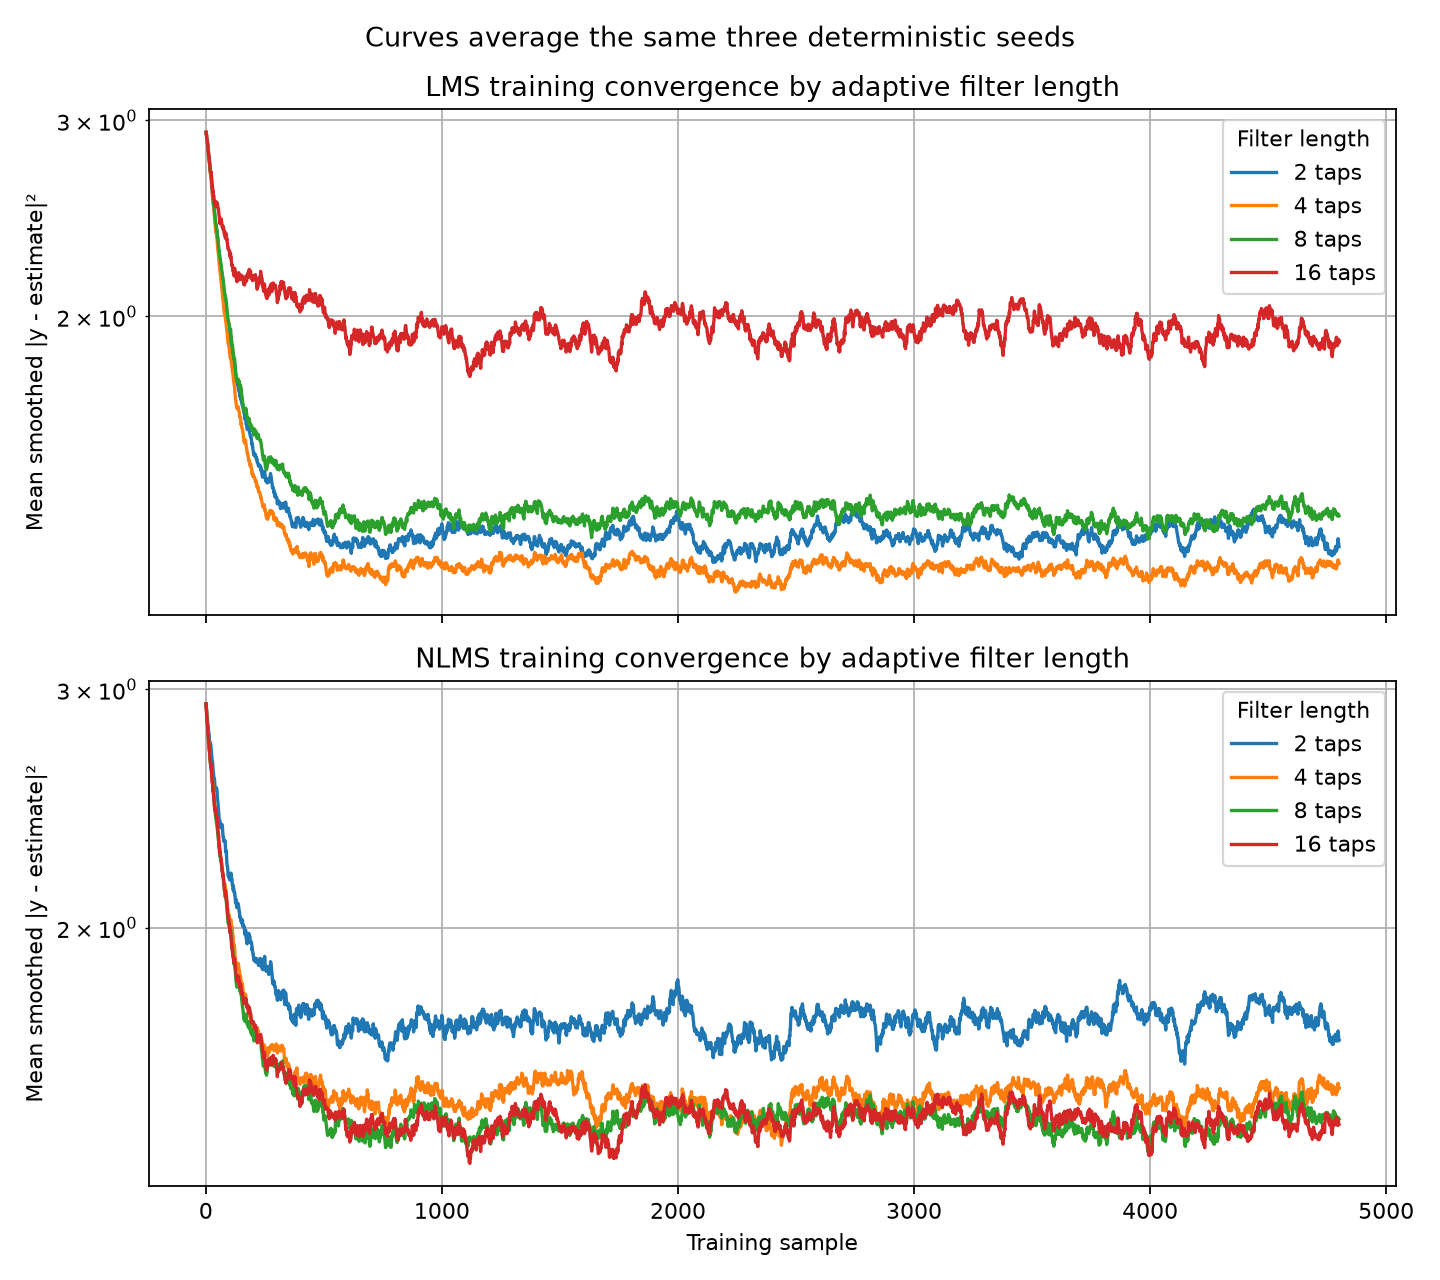 Curves average the same three deterministic seeds
LMS training convergence by adaptive filter length
3 × 10⁰
2 × 10⁰
Mean smoothed |y - estimate|²
Filter length
2 taps
4 taps
8 taps
16 taps
NLMS training convergence by adaptive filter length
3 × 10⁰
2 × 10⁰
Mean smoothed |y - estimate|²
Filter length
2 taps
4 taps
8 taps
16 taps
0 1000 2000 3000 4000 5000
Training sample